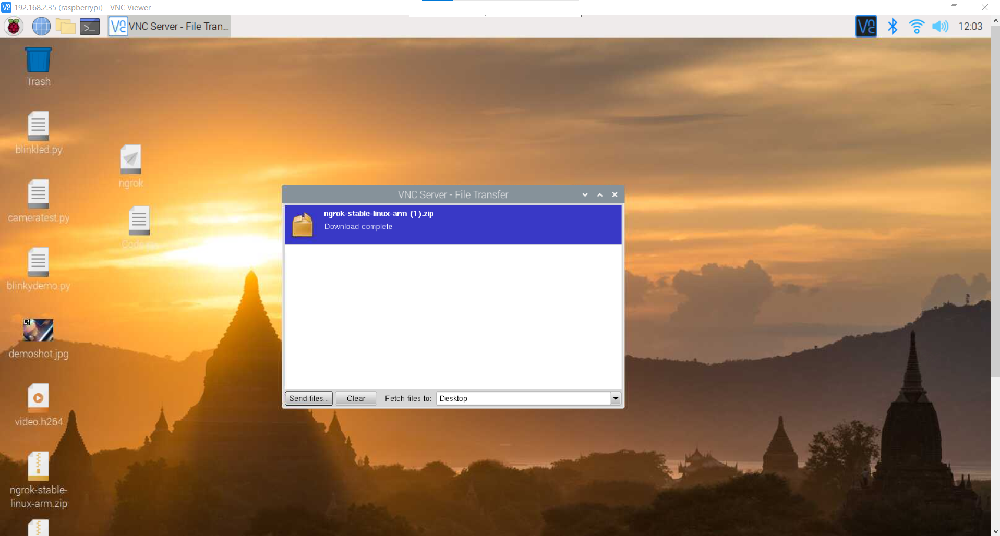 192.168.2.35 (raspberrypi) - VNC Viewer
VNC Server - File Tran...
12:03
Trash
blinkled.py
ngrok
cameratest.py
blinkydemo.py
demoshot.jpg
video.h264
ngrok-stable-
linux-arm.zip
VNC Server - File Transfer
ngrok-stable-linux-arm (1).zip
Download complete
Send files...
Clear
Fetch files to:
Desktop